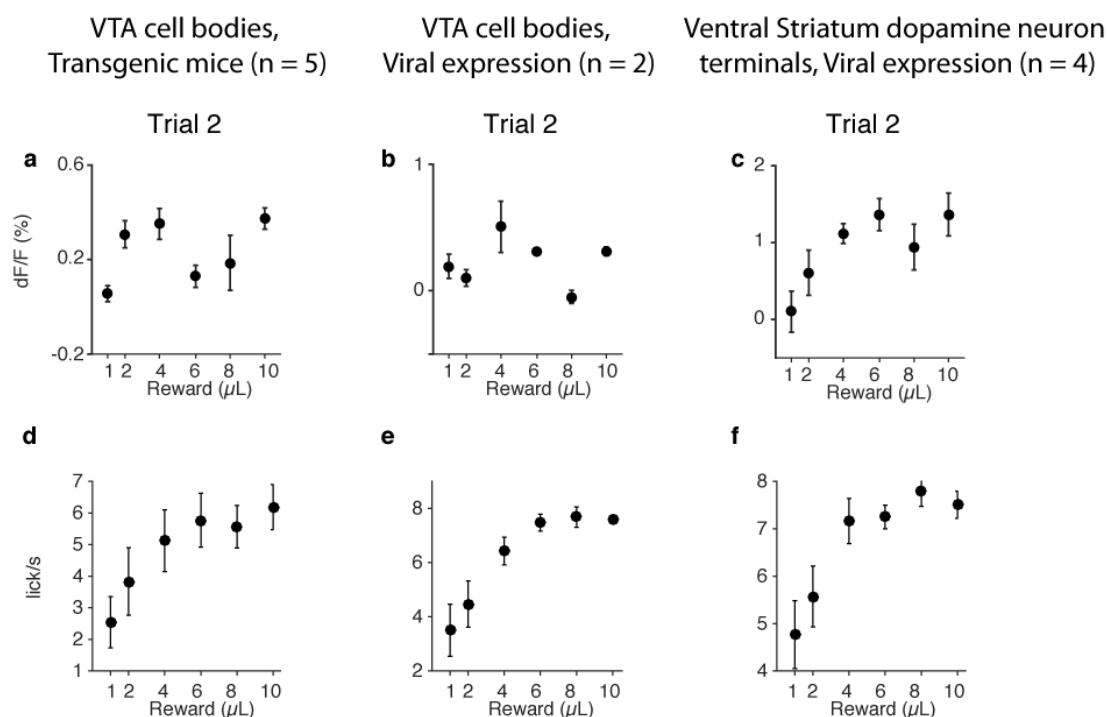 VTA cell bodies,
Transgenic mice (n = 5)
VTA cell bodies,
Viral expression (n = 2)
Ventral Striatum dopamine neuron
terminals, Viral expression (n = 4)
Trial 2
Trial 2
Trial 2
a
0.6
0.2
-0.2
dF/F (%)
1 2 4 6 8 10
Reward (µL)
b
1
0
1 2 4 6 8 10
Reward (µL)
c
2
1
0
1 2 4 6 8 10
Reward (µL)
d
7
6
5
4
3
2
1
lick/s
1 2 4 6 8 10
Reward (µL)
e
8
6
4
2
1 2 4 6 8 10
Reward (µL)
f
8
7
6
5
4
1 2 4 6 8 10
Reward (µL)